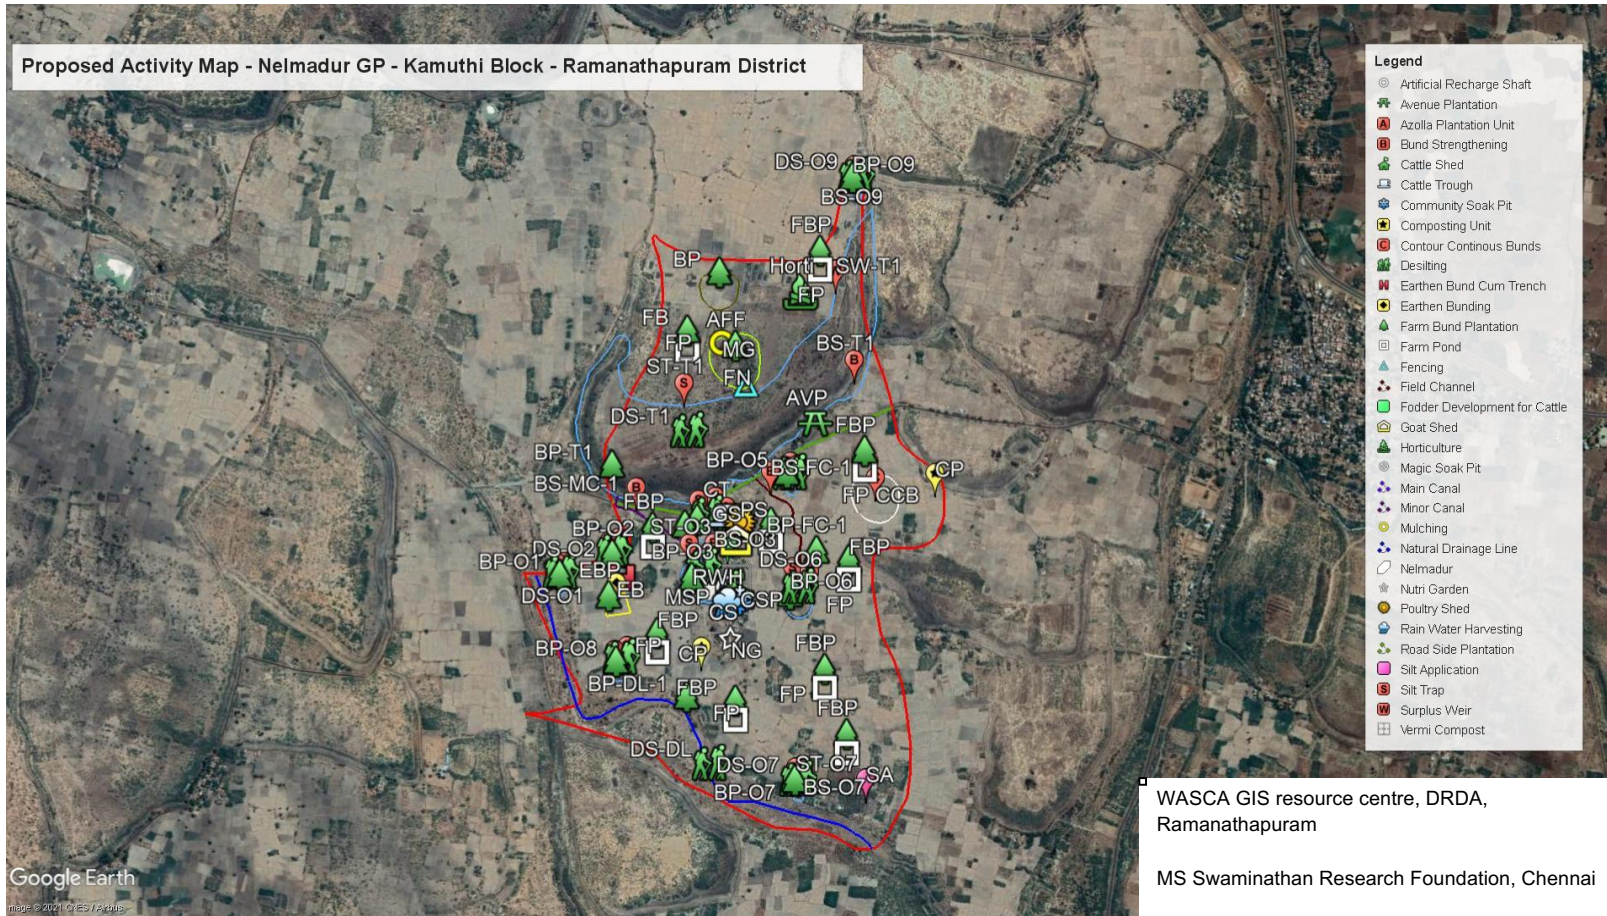 Proposed Activity Map - Nelmadur GP - Kamuthi Block - Ramanathapuram District
Legend
Artificial Recharge Shaft
Avenue Plantation
A Azolla Plantation Unit
B Bund Strengthening
Cattle Shed
Cattle Trough
Community Soak Pit
Composting Unit
C Contour Continous Bunds
Desilting
Earthen Bund Cum Trench
Earthen Bunding
Farm Bund Plantation
Farm Pond
Fencing
Field Channel
Fodder Development for Cattle
Goat Shed
Horticulture
Magic Soak Pit
Main Canal
Minor Canal
Mulching
Natural Drainage Line
Nelmadur
Nutri Garden
Poultry Shed
Rain Water Harvesting
Road Side Plantation
Silt Application
S Silt Trap
W Surplus Weir
Vermi Compost
DS-O9 BP-O9
BS-O9
FBP
BP
Horti SW-T1
FP
FB AFF
FP MG
BS-T1
ST-T1
FN
S
B
DS-T1
AVP
FBP
BP-T1
BP-O5 BS-FC-1
CP
BS-MC-1
B
CT
FP CCB
FBP
GS PS
BP-O2 ST-O3 BP-FC-1
BS-O3
DS-O2 BP-O3 FBP
BP-O1 DS-O6
EBP
RWH BP-O6
DS-O1 EB MSP CSP FP
CS
FBP
BP-O8 FP CP NG FBP
BP-DL-1 FBP
FP
FP FBP
DS-DL DS-O7 ST-O7
SA
BP-O7 BS-O7
Google Earth
WASCA GIS resource centre, DRDA,
Ramanathapuram
MS Swaminathan Research Foundation, Chennai